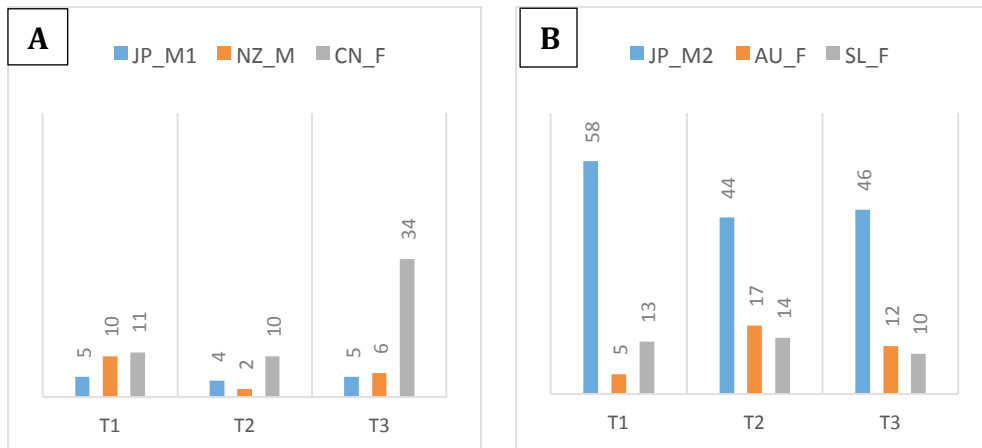 A
JP_M1 NZ_M CN_F
5 10 11 4 2 10 5 6 34
T1 T2 T3
B
JP_M2 AU_F SL_F
58 5 13 44 17 14 46 12 10
T1 T2 T3